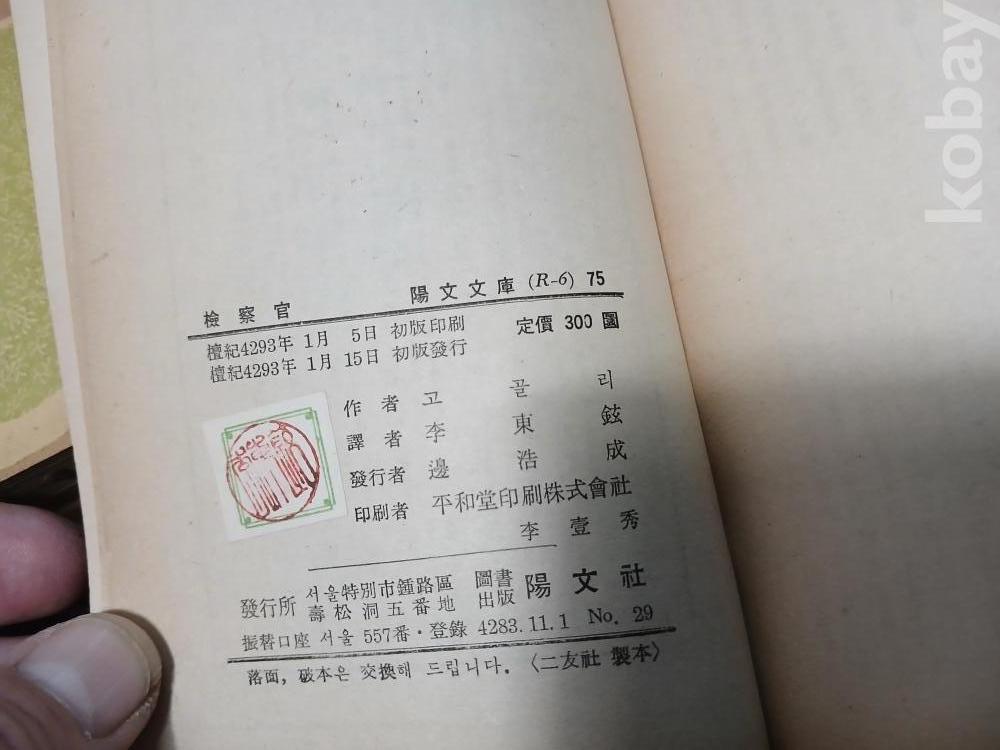 檢察官 陽文文庫 (R-6) 75
檀紀4293年 1月 5日 初版印刷 定價 300 圜
檀紀4293年 1月 15日 初版發行
作者 고골리
譯者 李東鉉
發行者 邊浩成
印刷者 平和堂印刷株式會社
李壹秀
發行所 서울特別市鍾路區 圖書 陽文社
壽松洞五番地 出版
振替口座 서울 557番·登錄 4283.11.1 No. 29
落面, 破本은 交換해 드립니다. 〈二友社 製本〉
kobay